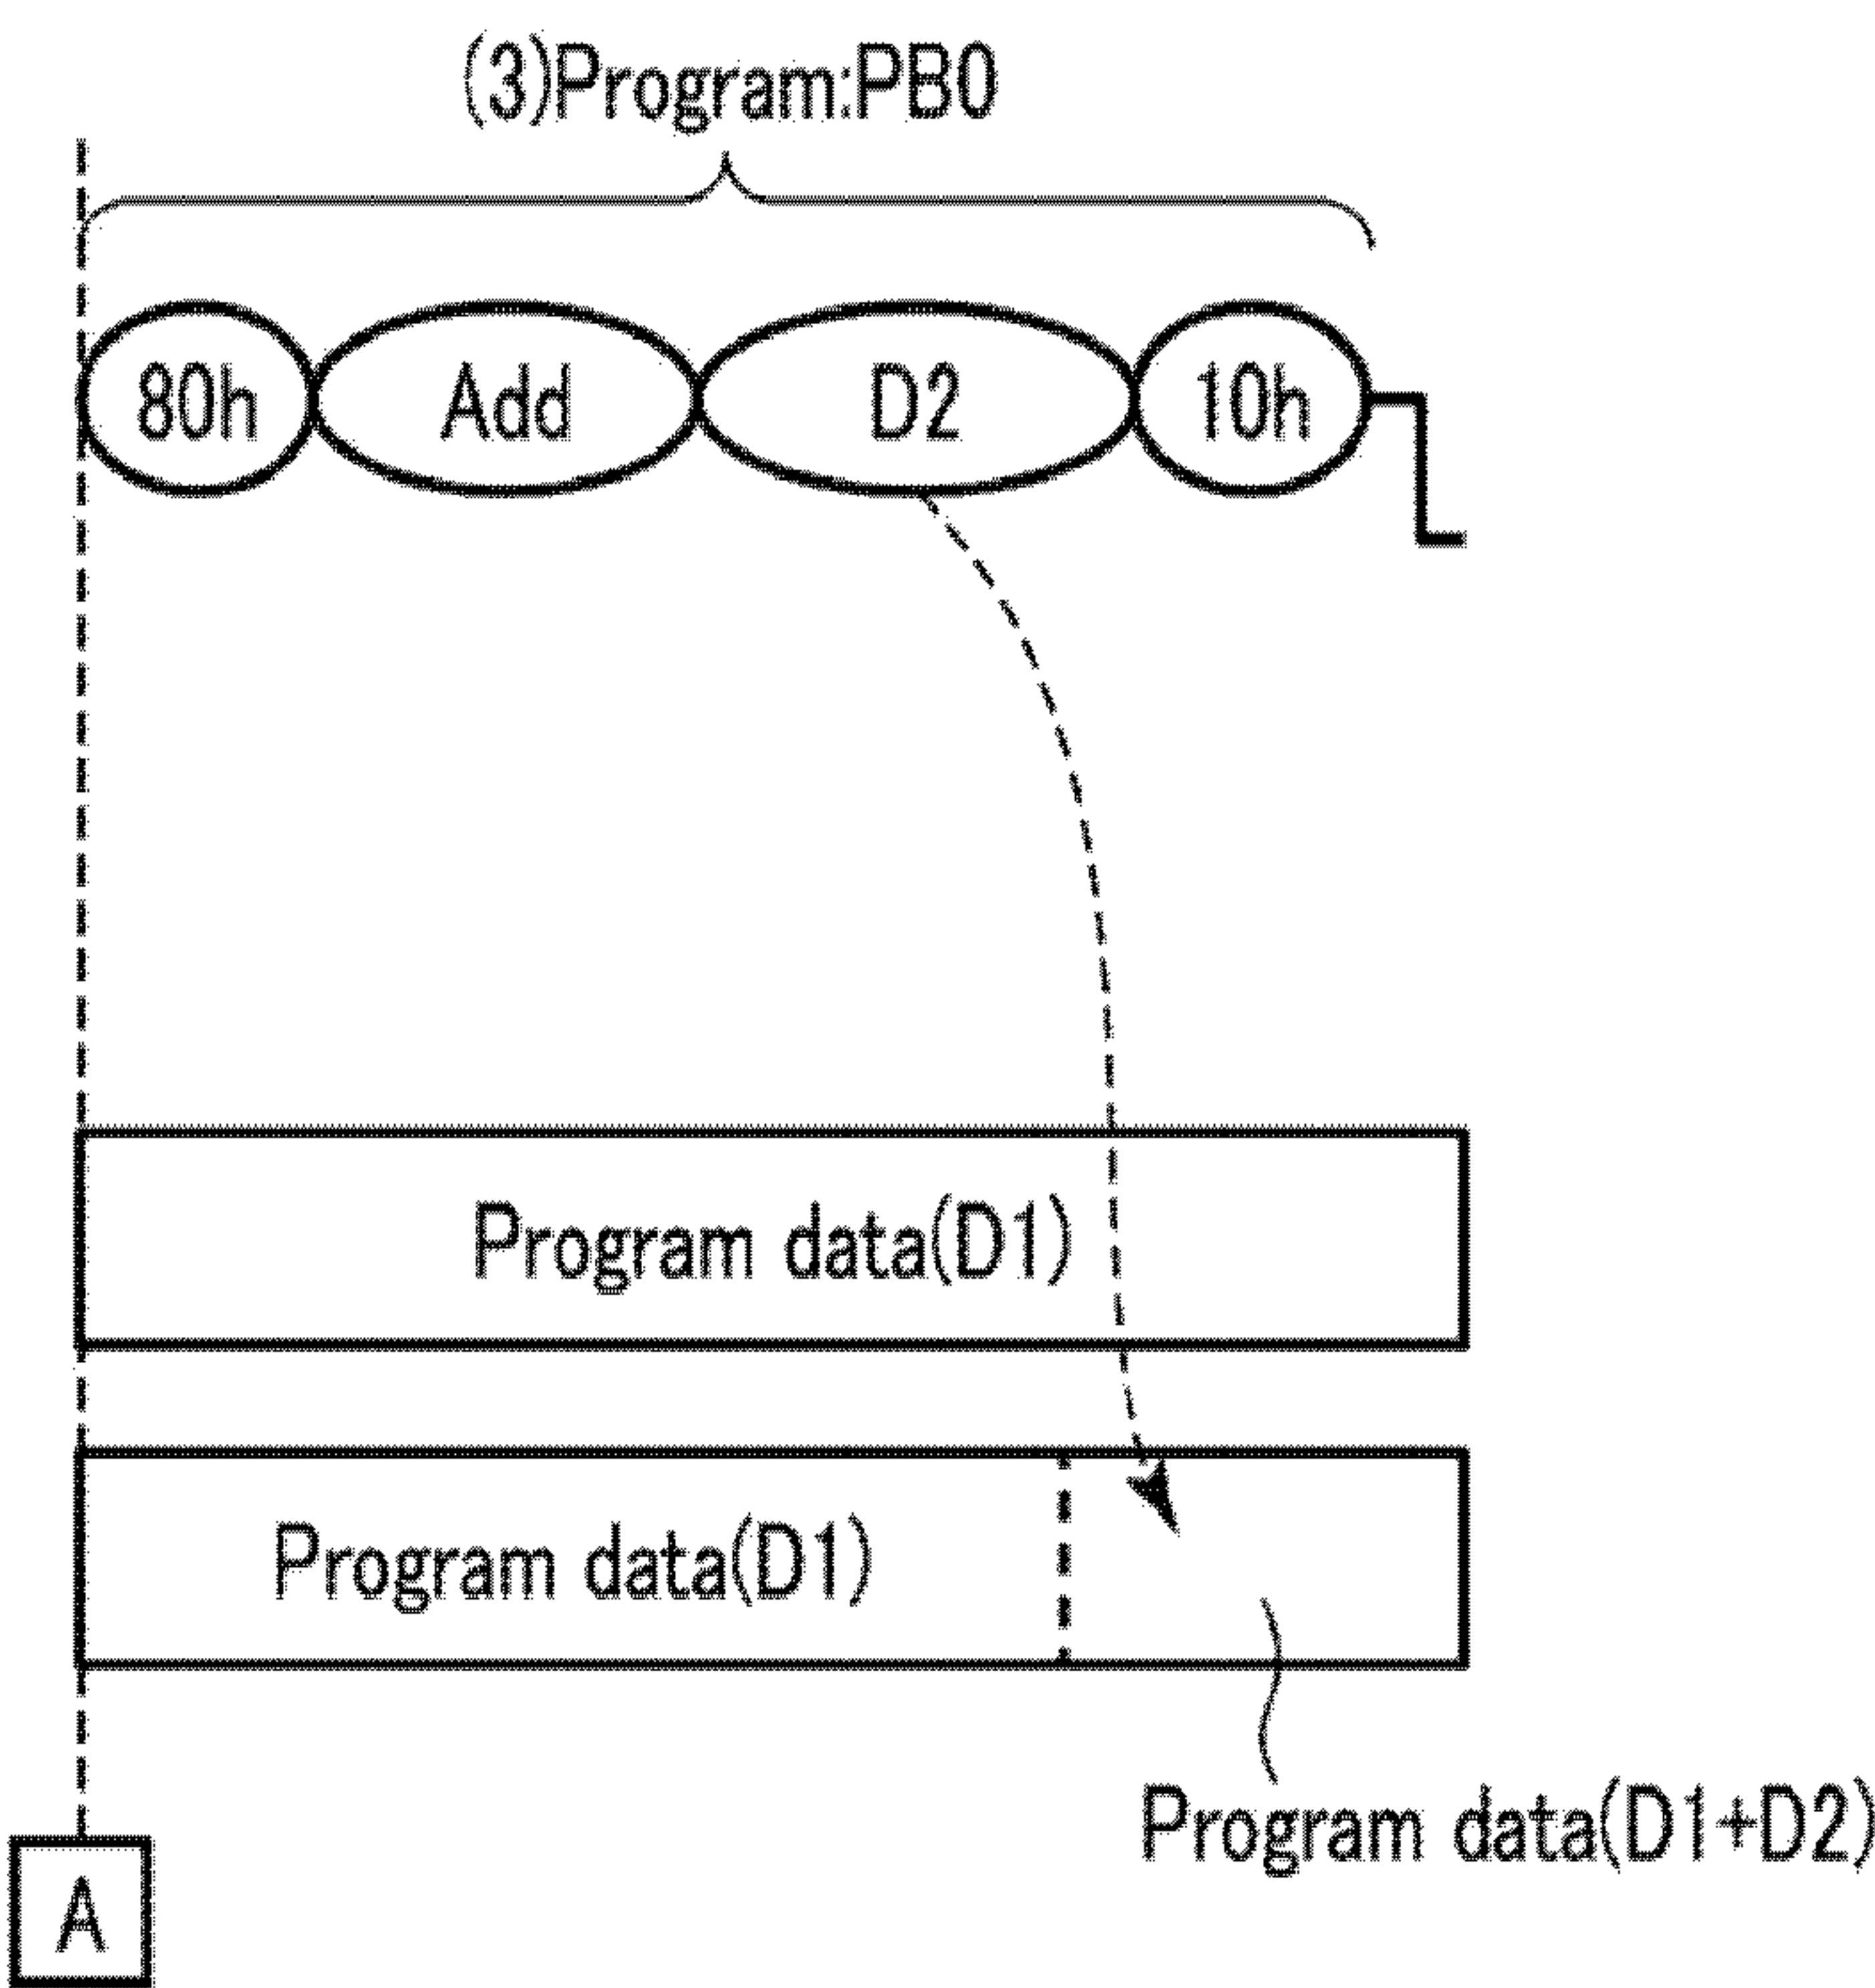 (3)Program:PB0
80h Add D2 10h
Program data(D1)
Program data(D1)
Program data(D1+D2)
A